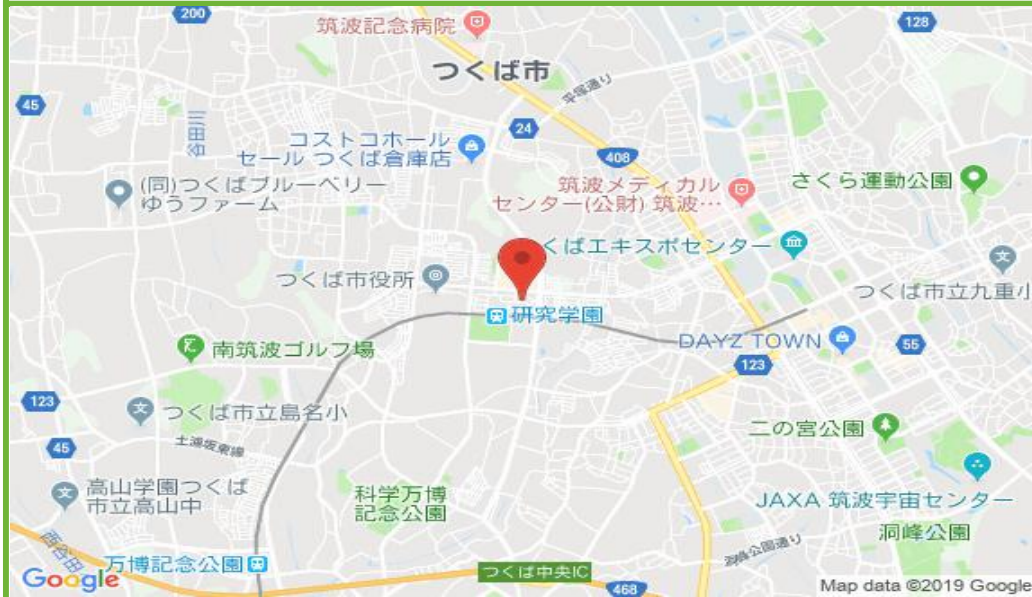 200
128
筑波記念病院
つくば市
平塚通り
45
谷田川
24
コストコホール
セール つくば倉庫店
408
(同)つくばブルーベリー
ゆうファーム
筑波メディカル
センター(公財) 筑波…
さくら運動公園
くばエキスポセンター
つくば市役所
つくば市立九重小
研究学園
DAYZ TOWN
55
123
南筑波ゴルフ場
123
つくば市立島名小
土浦坂東線
45
二の宮公園
高山学園つくば
市立高山中
科学万博
記念公園
JAXA 筑波宇宙センター
洞峰公園
洞峰公園通り
西谷田
万博記念公園
つくば中央IC
468
Google
Map data ©2019 Google